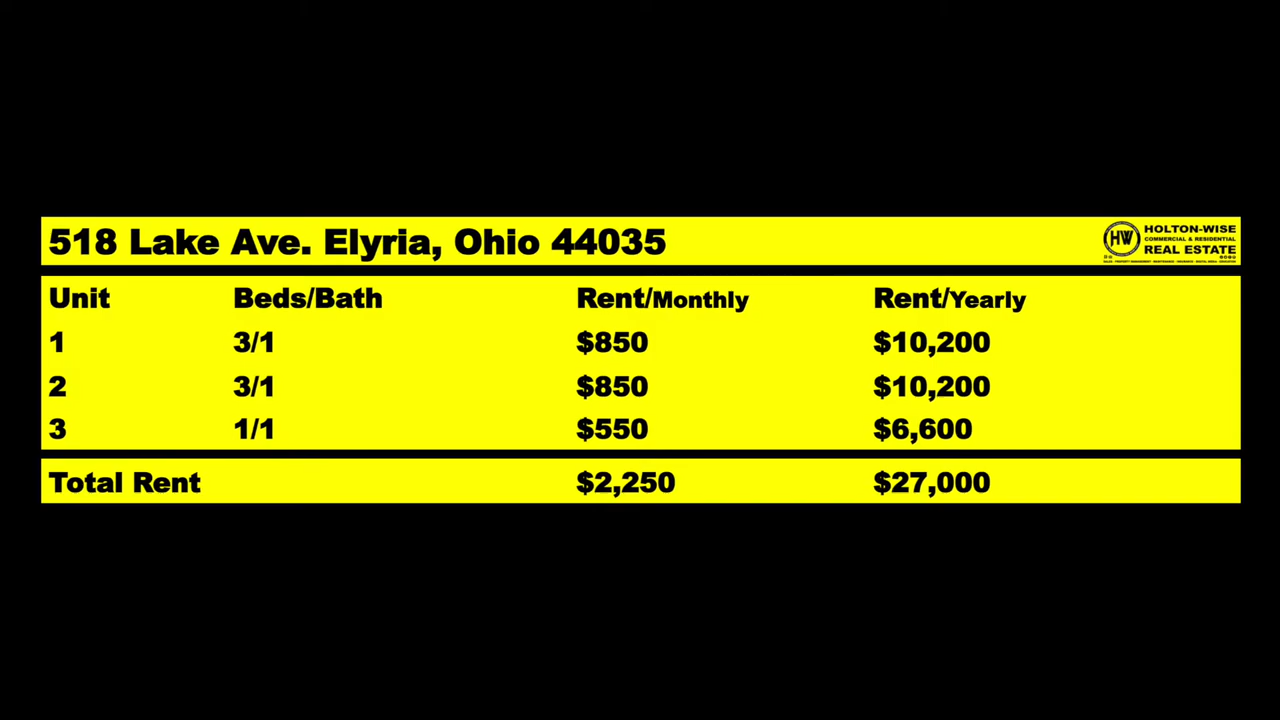 518 Lake Ave. Elyria, Ohio 44035
HW
HOLTON-WISE
COMMERCIAL & RESIDENTIAL
REAL ESTATE
Unit Beds/Bath Rent/Monthly Rent/Yearly
1 3/1 $850 $10,200
2 3/1 $850 $10,200
3 1/1 $550 $6,600
Total Rent $2,250 $27,000